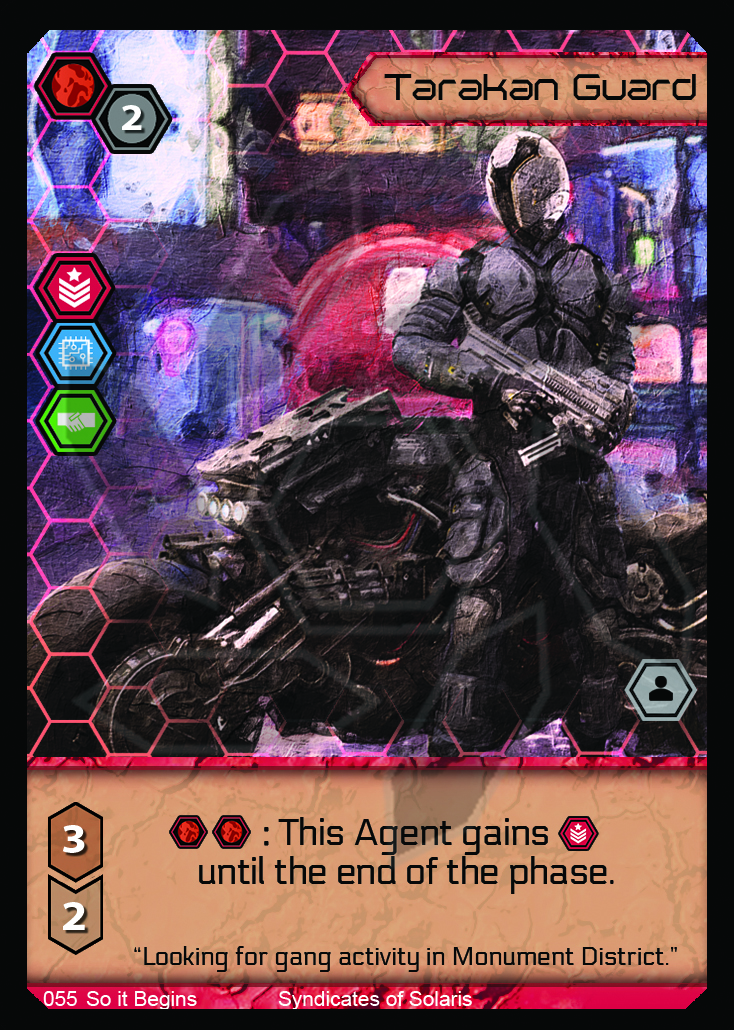 Tarakan Guard
2
3
: This Agent gains
until the end of the phase.
2
“Looking for gang activity in Monument District.”
055 So it Begins Syndicates of Solaris